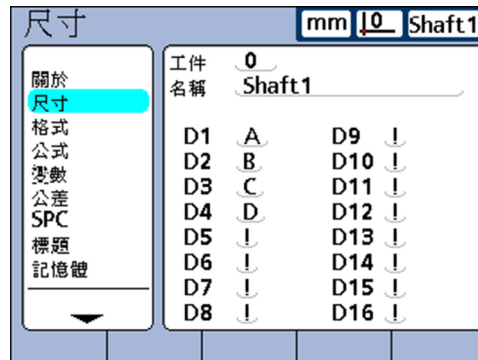 尺寸
mm 0 Shaft1
關於
尺寸
格式
公式
變數
公差
SPC
標題
記憶體
工件 0
名稱 Shaft1
D1 A D9 !
D2 B D10 !
D3 C D11 !
D4 D D12 !
D5 ! D13 !
D6 ! D14 !
D7 ! D15 !
D8 ! D16 !